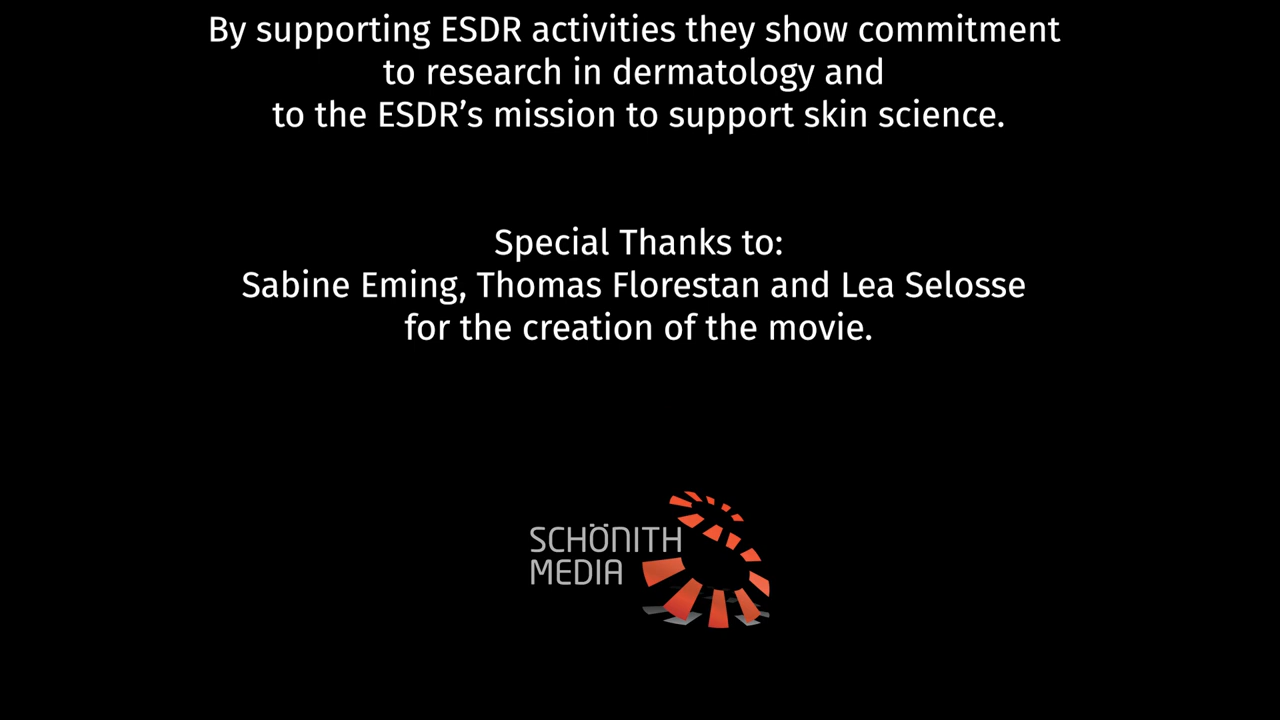 By supporting ESDR activities they show commitment
to research in dermatology and
to the ESDR’s mission to support skin science.
Special Thanks to:
Sabine Eming, Thomas Florestan and Lea Selosse
for the creation of the movie.
SCHÖNITH
MEDIA